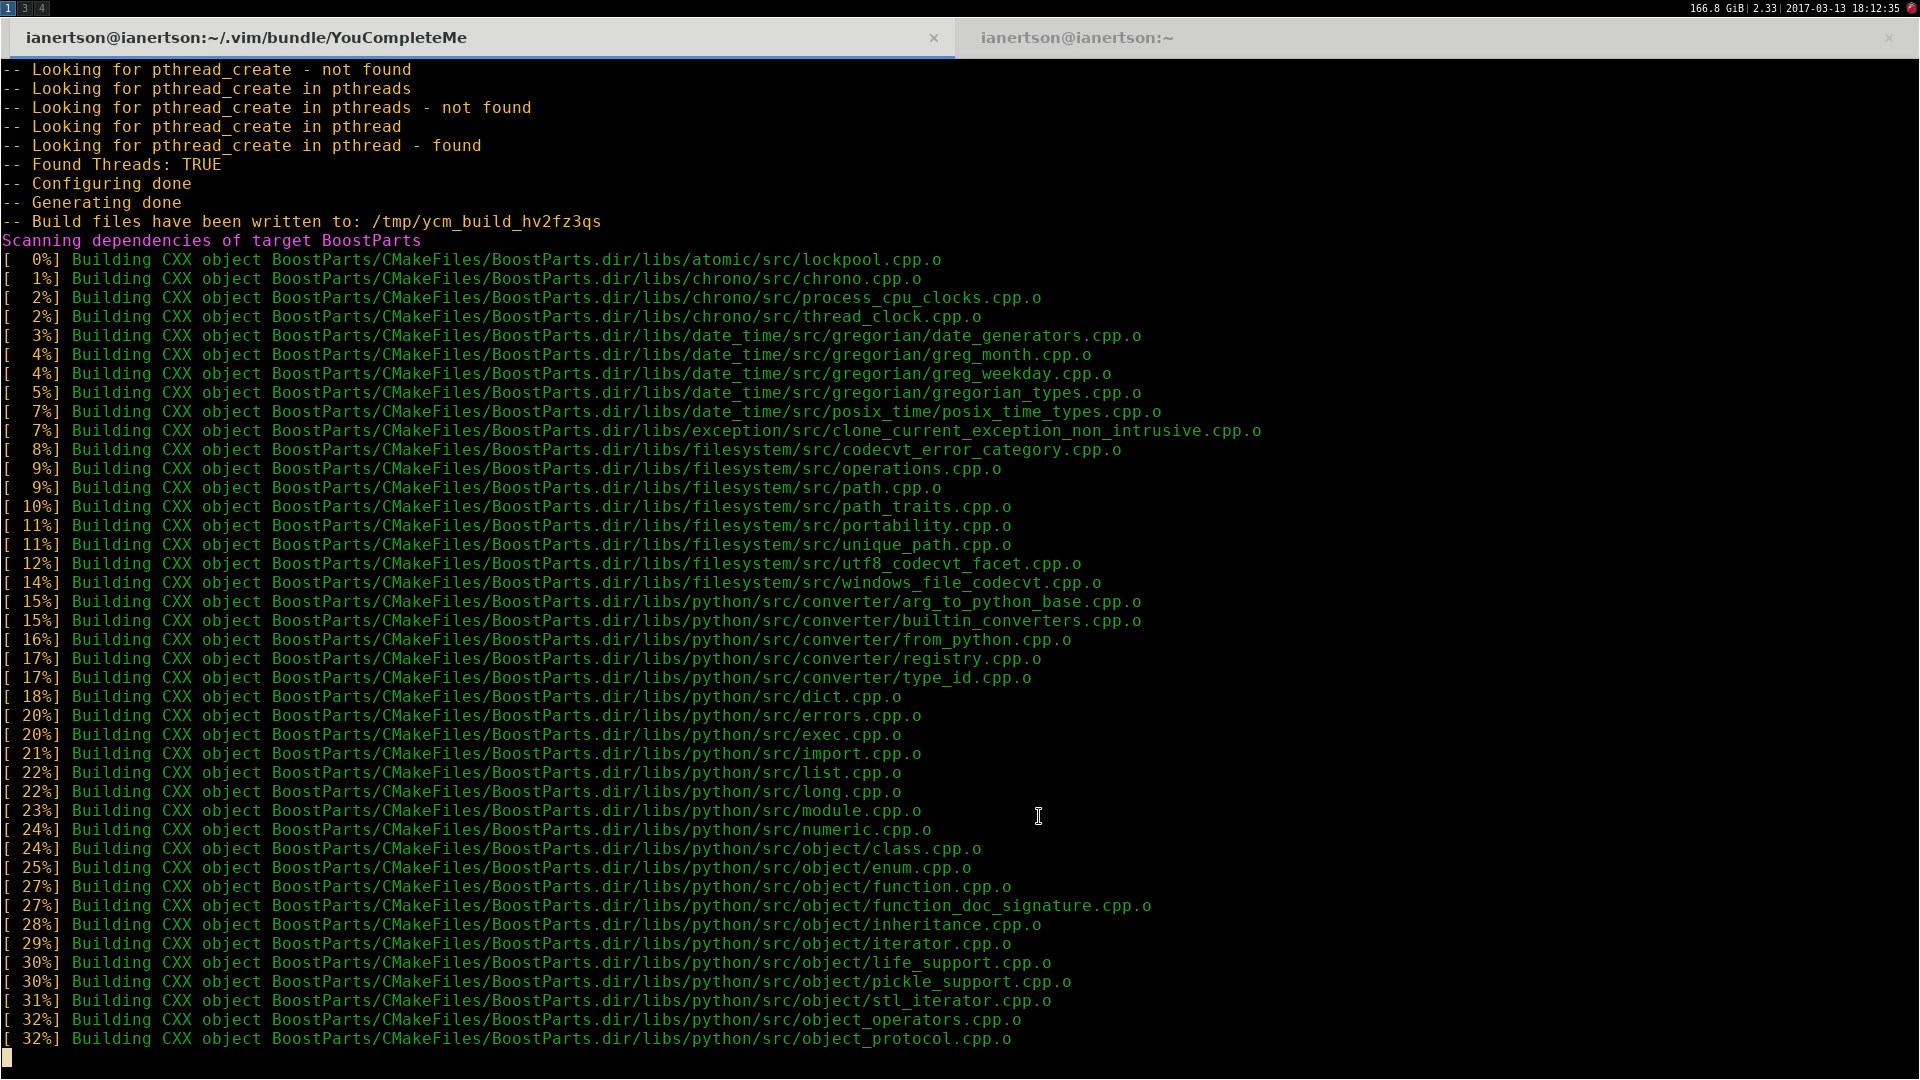 1 3 4 166.8 GiB| 2.33| 2017-03-13 18:12:35
ianertson@ianertson:~/.vim/bundle/YouCompleteMe × ianertson@ianertson:~ ×
-- Looking for pthread_create - not found
-- Looking for pthread_create in pthreads
-- Looking for pthread_create in pthreads - not found
-- Looking for pthread_create in pthread
-- Looking for pthread_create in pthread - found
-- Found Threads: TRUE
-- Configuring done
-- Generating done
-- Build files have been written to: /tmp/ycm_build_hv2fz3qs
Scanning dependencies of target BoostParts
[  0%] Building CXX object BoostParts/CMakeFiles/BoostParts.dir/libs/atomic/src/lockpool.cpp.o
[  1%] Building CXX object BoostParts/CMakeFiles/BoostParts.dir/libs/chrono/src/chrono.cpp.o
[  2%] Building CXX object BoostParts/CMakeFiles/BoostParts.dir/libs/chrono/src/process_cpu_clocks.cpp.o
[  2%] Building CXX object BoostParts/CMakeFiles/BoostParts.dir/libs/chrono/src/thread_clock.cpp.o
[  3%] Building CXX object BoostParts/CMakeFiles/BoostParts.dir/libs/date_time/src/gregorian/date_generators.cpp.o
[  4%] Building CXX object BoostParts/CMakeFiles/BoostParts.dir/libs/date_time/src/gregorian/greg_month.cpp.o
[  4%] Building CXX object BoostParts/CMakeFiles/BoostParts.dir/libs/date_time/src/gregorian/greg_weekday.cpp.o
[  5%] Building CXX object BoostParts/CMakeFiles/BoostParts.dir/libs/date_time/src/gregorian/gregorian_types.cpp.o
[  7%] Building CXX object BoostParts/CMakeFiles/BoostParts.dir/libs/date_time/src/posix_time/posix_time_types.cpp.o
[  7%] Building CXX object BoostParts/CMakeFiles/BoostParts.dir/libs/exception/src/clone_current_exception_non_intrusive.cpp.o
[  8%] Building CXX object BoostParts/CMakeFiles/BoostParts.dir/libs/filesystem/src/codecvt_error_category.cpp.o
[  9%] Building CXX object BoostParts/CMakeFiles/BoostParts.dir/libs/filesystem/src/operations.cpp.o
[  9%] Building CXX object BoostParts/CMakeFiles/BoostParts.dir/libs/filesystem/src/path.cpp.o
[ 10%] Building CXX object BoostParts/CMakeFiles/BoostParts.dir/libs/filesystem/src/path_traits.cpp.o
[ 11%] Building CXX object BoostParts/CMakeFiles/BoostParts.dir/libs/filesystem/src/portability.cpp.o
[ 11%] Building CXX object BoostParts/CMakeFiles/BoostParts.dir/libs/filesystem/src/unique_path.cpp.o
[ 12%] Building CXX object BoostParts/CMakeFiles/BoostParts.dir/libs/filesystem/src/utf8_codecvt_facet.cpp.o
[ 14%] Building CXX object BoostParts/CMakeFiles/BoostParts.dir/libs/filesystem/src/windows_file_codecvt.cpp.o
[ 15%] Building CXX object BoostParts/CMakeFiles/BoostParts.dir/libs/python/src/converter/arg_to_python_base.cpp.o
[ 15%] Building CXX object BoostParts/CMakeFiles/BoostParts.dir/libs/python/src/converter/builtin_converters.cpp.o
[ 16%] Building CXX object BoostParts/CMakeFiles/BoostParts.dir/libs/python/src/converter/from_python.cpp.o
[ 17%] Building CXX object BoostParts/CMakeFiles/BoostParts.dir/libs/python/src/converter/registry.cpp.o
[ 17%] Building CXX object BoostParts/CMakeFiles/BoostParts.dir/libs/python/src/converter/type_id.cpp.o
[ 18%] Building CXX object BoostParts/CMakeFiles/BoostParts.dir/libs/python/src/dict.cpp.o
[ 20%] Building CXX object BoostParts/CMakeFiles/BoostParts.dir/libs/python/src/errors.cpp.o
[ 20%] Building CXX object BoostParts/CMakeFiles/BoostParts.dir/libs/python/src/exec.cpp.o
[ 21%] Building CXX object BoostParts/CMakeFiles/BoostParts.dir/libs/python/src/import.cpp.o
[ 22%] Building CXX object BoostParts/CMakeFiles/BoostParts.dir/libs/python/src/list.cpp.o
[ 22%] Building CXX object BoostParts/CMakeFiles/BoostParts.dir/libs/python/src/long.cpp.o
[ 23%] Building CXX object BoostParts/CMakeFiles/BoostParts.dir/libs/python/src/module.cpp.o
[ 24%] Building CXX object BoostParts/CMakeFiles/BoostParts.dir/libs/python/src/numeric.cpp.o
[ 24%] Building CXX object BoostParts/CMakeFiles/BoostParts.dir/libs/python/src/object/class.cpp.o
[ 25%] Building CXX object BoostParts/CMakeFiles/BoostParts.dir/libs/python/src/object/enum.cpp.o
[ 27%] Building CXX object BoostParts/CMakeFiles/BoostParts.dir/libs/python/src/object/function.cpp.o
[ 27%] Building CXX object BoostParts/CMakeFiles/BoostParts.dir/libs/python/src/object/function_doc_signature.cpp.o
[ 28%] Building CXX object BoostParts/CMakeFiles/BoostParts.dir/libs/python/src/object/inheritance.cpp.o
[ 29%] Building CXX object BoostParts/CMakeFiles/BoostParts.dir/libs/python/src/object/iterator.cpp.o
[ 30%] Building CXX object BoostParts/CMakeFiles/BoostParts.dir/libs/python/src/object/life_support.cpp.o
[ 30%] Building CXX object BoostParts/CMakeFiles/BoostParts.dir/libs/python/src/object/pickle_support.cpp.o
[ 31%] Building CXX object BoostParts/CMakeFiles/BoostParts.dir/libs/python/src/object/stl_iterator.cpp.o
[ 32%] Building CXX object BoostParts/CMakeFiles/BoostParts.dir/libs/python/src/object_operators.cpp.o
[ 32%] Building CXX object BoostParts/CMakeFiles/BoostParts.dir/libs/python/src/object_protocol.cpp.o